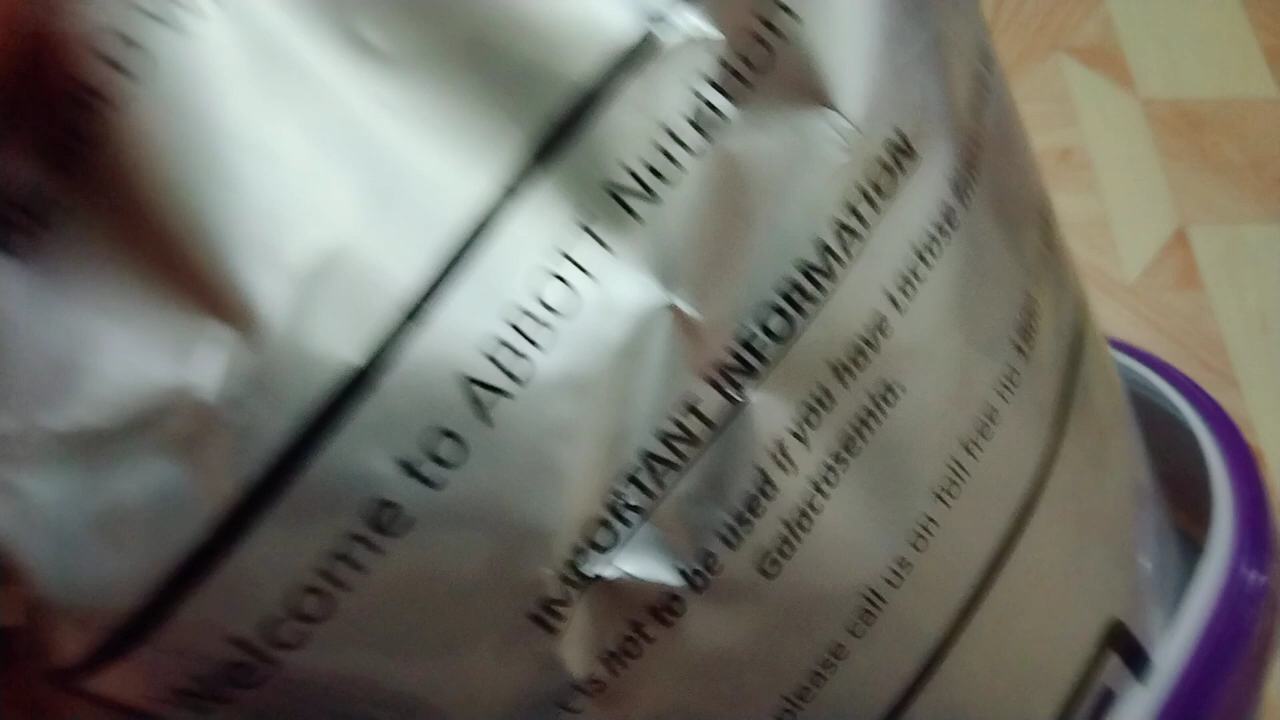 Welcome to ABBOTT Nutrition
IMPORTANT INFORMATION
is not to be used if you have Lactose
Galactosemia.
please call us on toll free no 1800